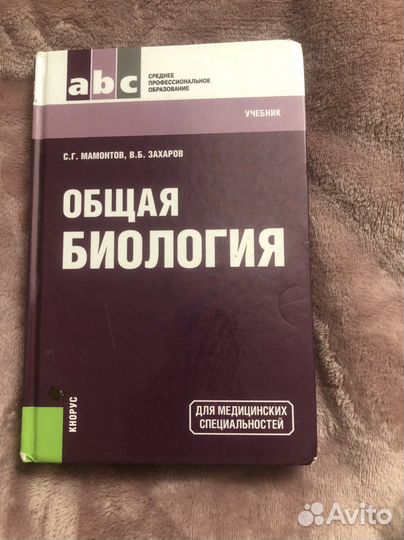 abc
СРЕДНЕЕ
ПРОФЕССИОНАЛЬНОЕ
ОБРАЗОВАНИЕ
УЧЕБНИК
С.Г. МАМОНТОВ, В.Б. ЗАХАРОВ
ОБЩАЯ
БИОЛОГИЯ
ДЛЯ МЕДИЦИНСКИХ
СПЕЦИАЛЬНОСТЕЙ
КНОРУС
Avito